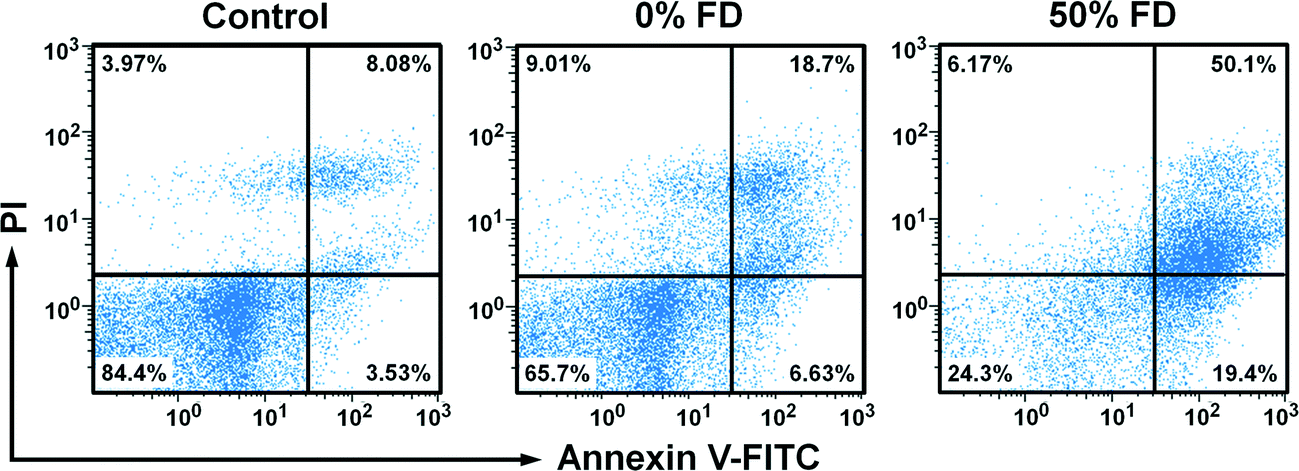 Control 0% FD 50% FD
10³ 3.97% 8.08% 10³ 9.01% 18.7% 10³ 6.17% 50.1%
10² 10² 10²
PI 10¹ 10¹ 10¹
10⁰ 10⁰ 10⁰
84.4% 3.53% 65.7% 6.63% 24.3% 19.4%
10⁰ 10¹ 10² 10³ 10⁰ 10¹ 10² 10³ 10⁰ 10¹ 10² 10³
Annexin V-FITC